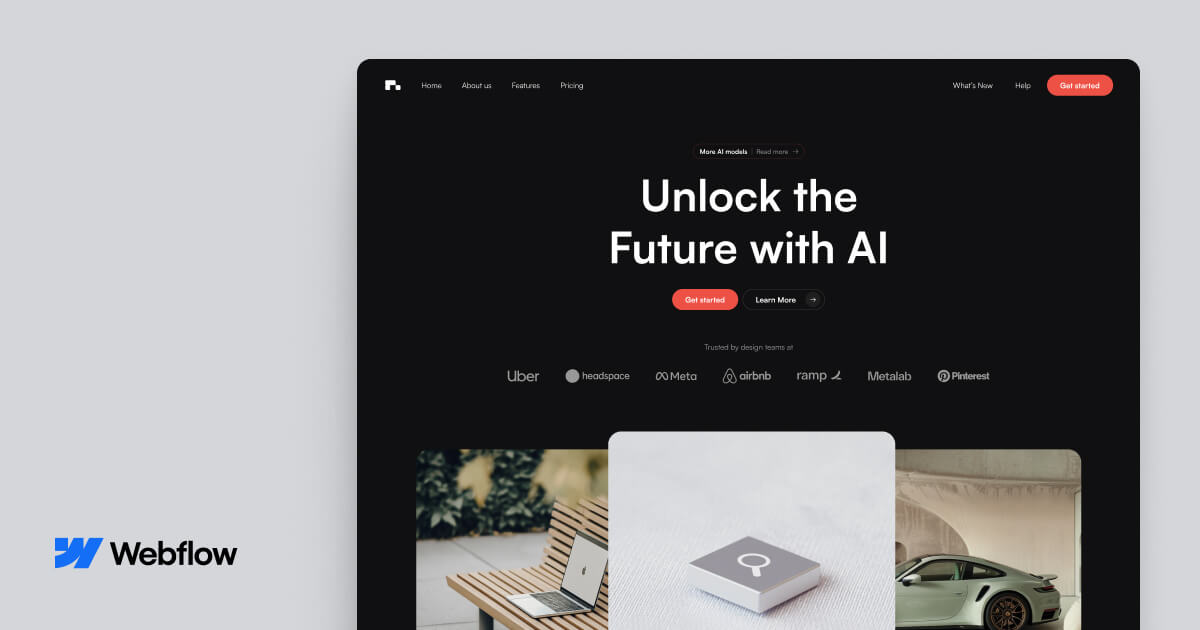 Home About us Features Pricing What's New Help Get started
More AI models | Read more →
Unlock the
Future with AI
Get started Learn More →
Trusted by design teams at
Uber headspace Meta airbnb ramp Metalab Pinterest
Webflow